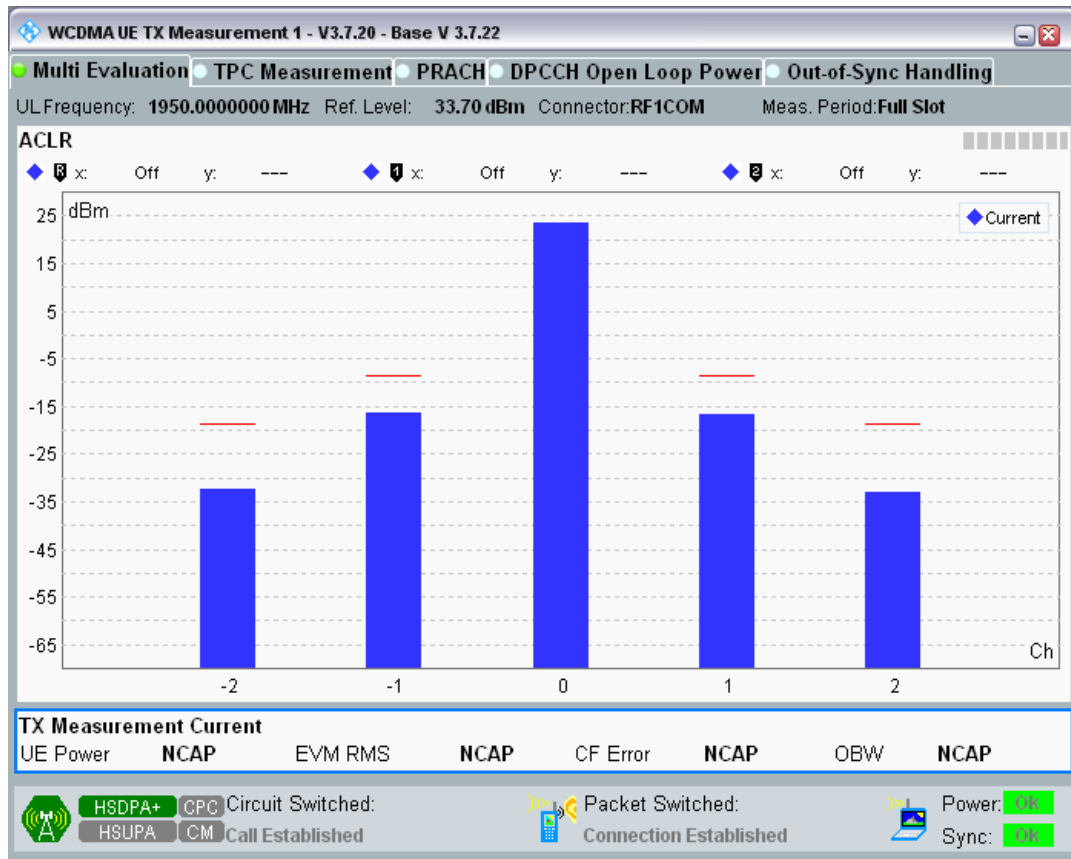 WCDMA UE TX Measurement 1 - V3.7.20 - Base V 3.7.22
Multi Evaluation TPC Measurement PRACH DPCCH Open Loop Power Out-of-Sync Handling
UL Frequency: 1950.0000000 MHz Ref. Level: 33.70 dBm Connector: RF1COM Meas. Period: Full Slot
ACLR
R x: Off y: --- 1 x: Off y: --- 2 x: Off y: ---
dBm
Current
25
15
5
-5
-15
-25
-35
-45
-55
-65
Ch
-2 -1 0 1 2
TX Measurement Current
UE Power NCAP EVM RMS NCAP CF Error NCAP OBW NCAP
HSDPA+ CPC Circuit Switched: Packet Switched: Power: Ok
HSUPA CM Call Established Connection Established Sync: Ok